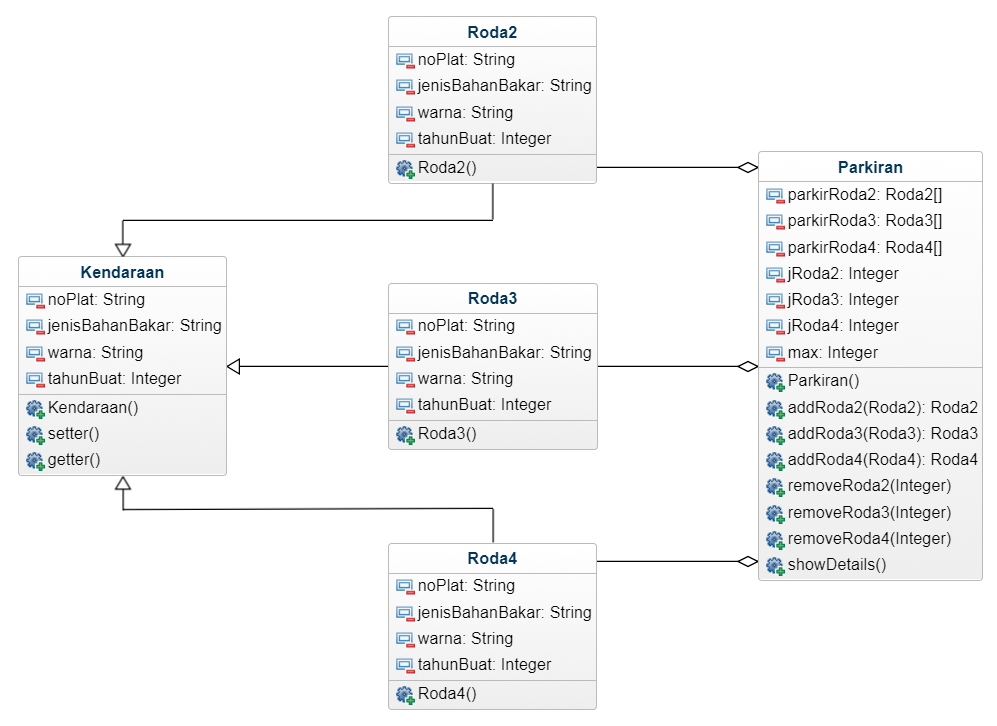 Roda2
noPlat: String
jenisBahanBakar: String
warna: String
tahunBuat: Integer
Roda2()
Kendaraan
noPlat: String
jenisBahanBakar: String
warna: String
tahunBuat: Integer
Kendaraan()
setter()
getter()
Roda3
noPlat: String
jenisBahanBakar: String
warna: String
tahunBuat: Integer
Roda3()
Roda4
noPlat: String
jenisBahanBakar: String
warna: String
tahunBuat: Integer
Roda4()
Parkiran
parkirRoda2: Roda2[]
parkirRoda3: Roda3[]
parkirRoda4: Roda4[]
jRoda2: Integer
jRoda3: Integer
jRoda4: Integer
max: Integer
Parkiran()
addRoda2(Roda2): Roda2
addRoda3(Roda3): Roda3
addRoda4(Roda4): Roda4
removeRoda2(Integer)
removeRoda3(Integer)
removeRoda4(Integer)
showDetails()